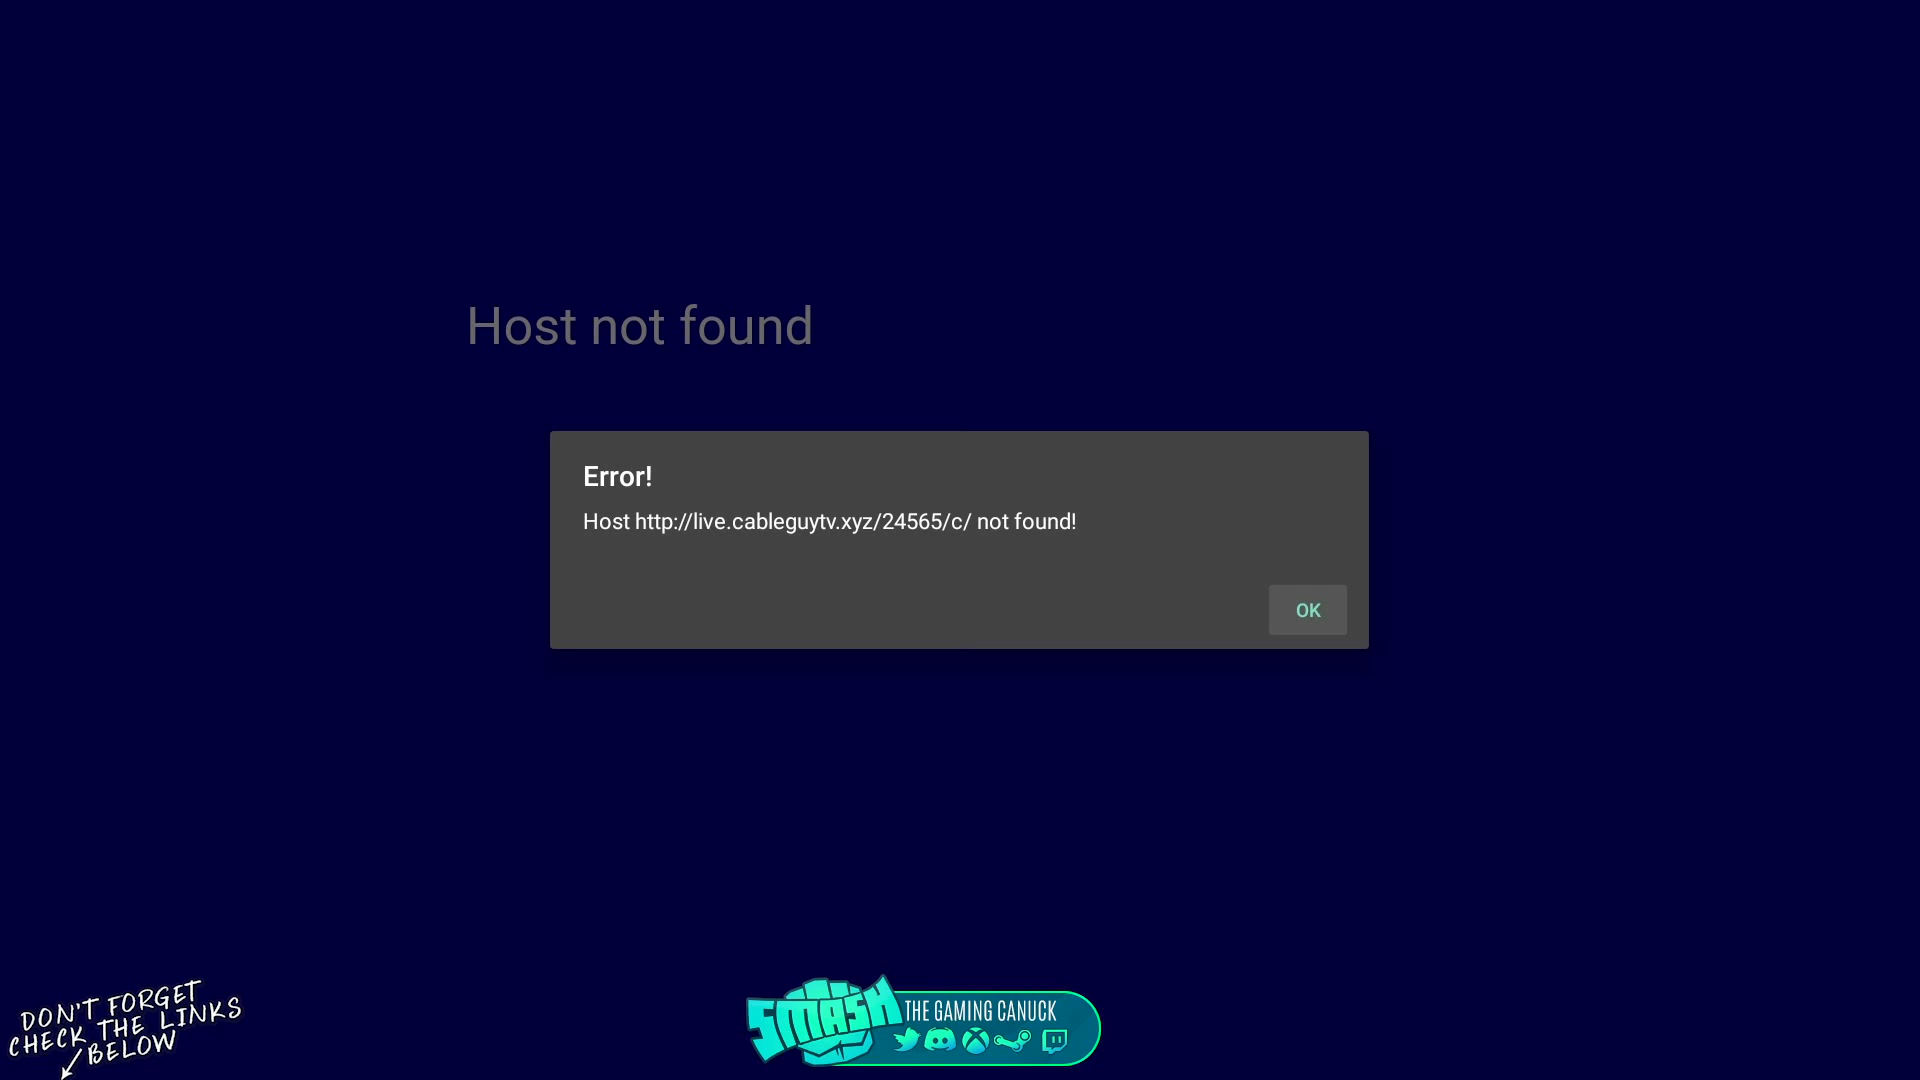 Host not found
Error!
Host http://live.cableguytv.xyz/24565/c/ not found!
OK
DON'T FORGET
CHECK THE LINKS
BELOW
SMASH
THE GAMING CANUCK